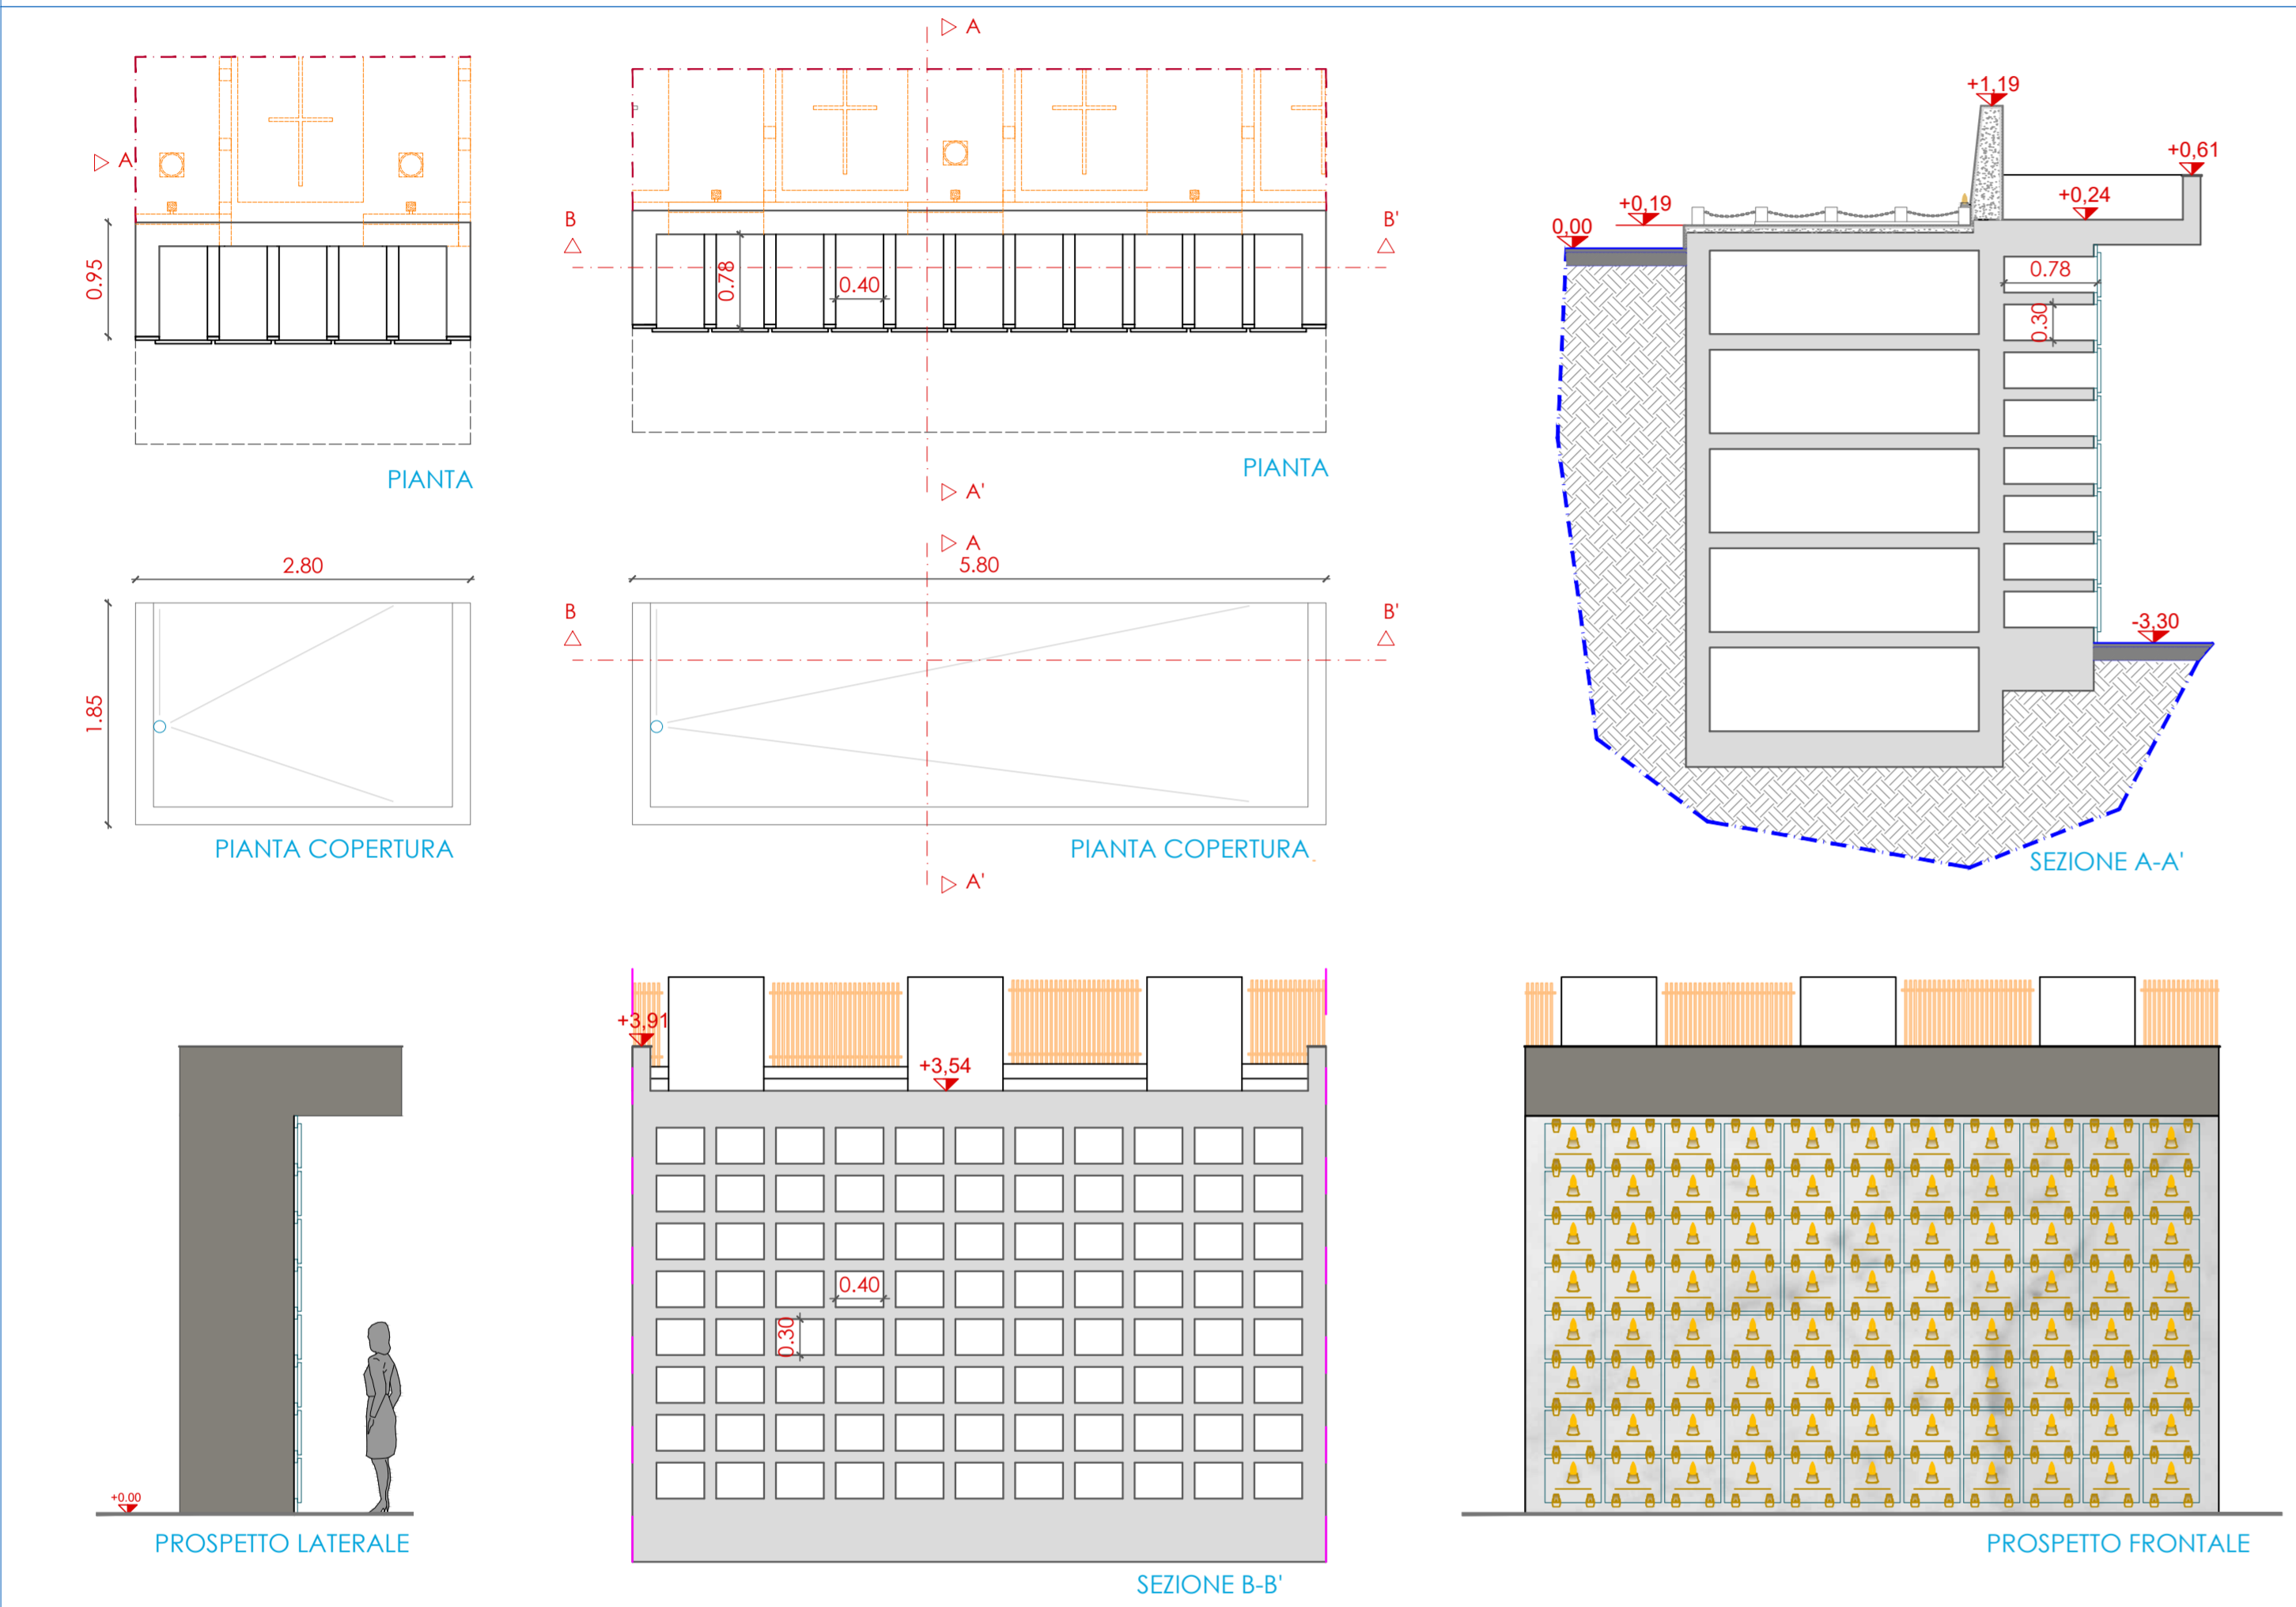 A
A
0.95
PIANTA
B
B'
0.78
0.40
A'
PIANTA
+1,19
+0,61
+0,19
+0,24
0,00
0.78
0.30
-3,30
SEZIONE A-A'
2.80
1.85
PIANTA COPERTURA
A
5.80
B
B'
PIANTA COPERTURA
A'
+0.00
PROSPETTO LATERALE
+3,91
+3,54
0.40
0.30
SEZIONE B-B'
PROSPETTO FRONTALE